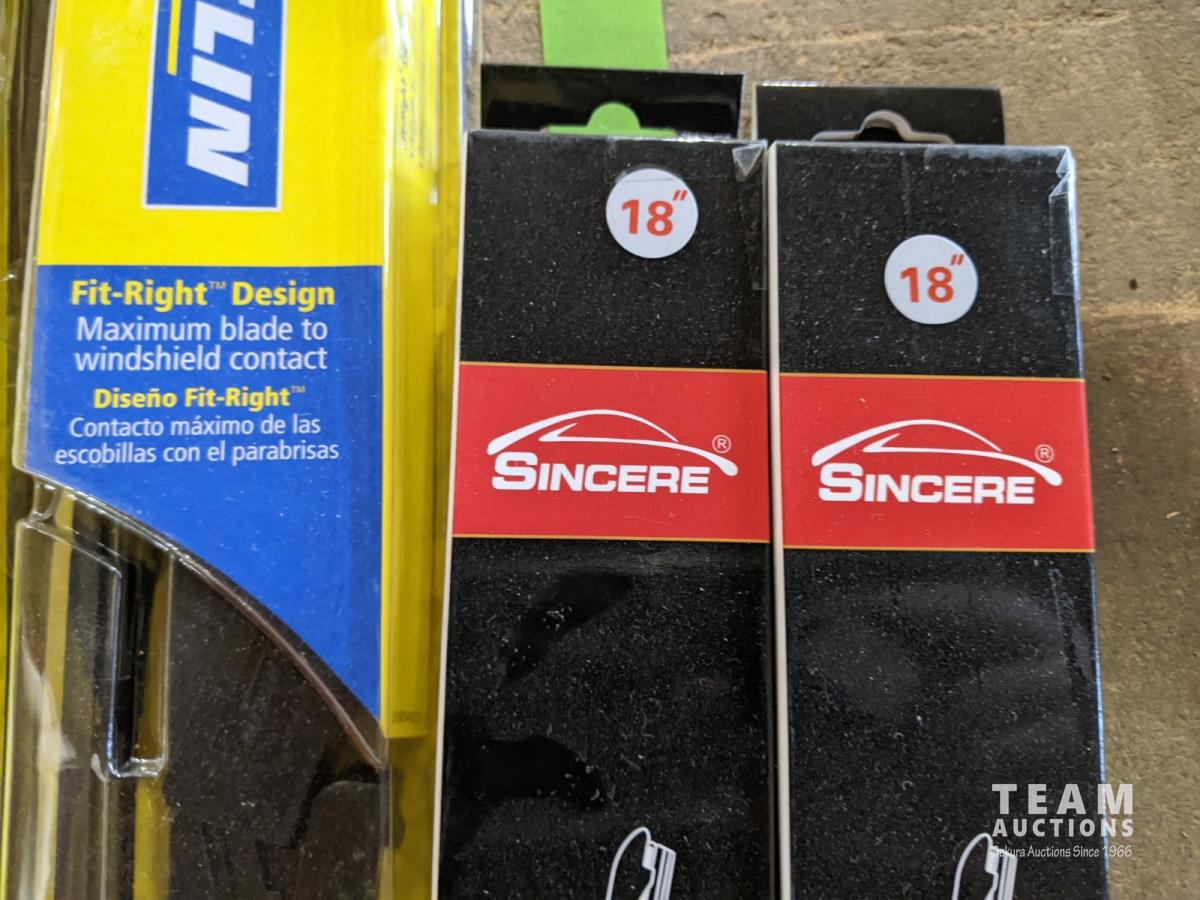 LIN
Fit-Right™ Design
Maximum blade to
windshield contact
Diseño Fit-Right™
Contacto máximo de las
escobillas con el parabrisas
18"
SINCERE®
18"
SINCERE®
TEAM
AUCTIONS
Sekura Auctions Since 1966